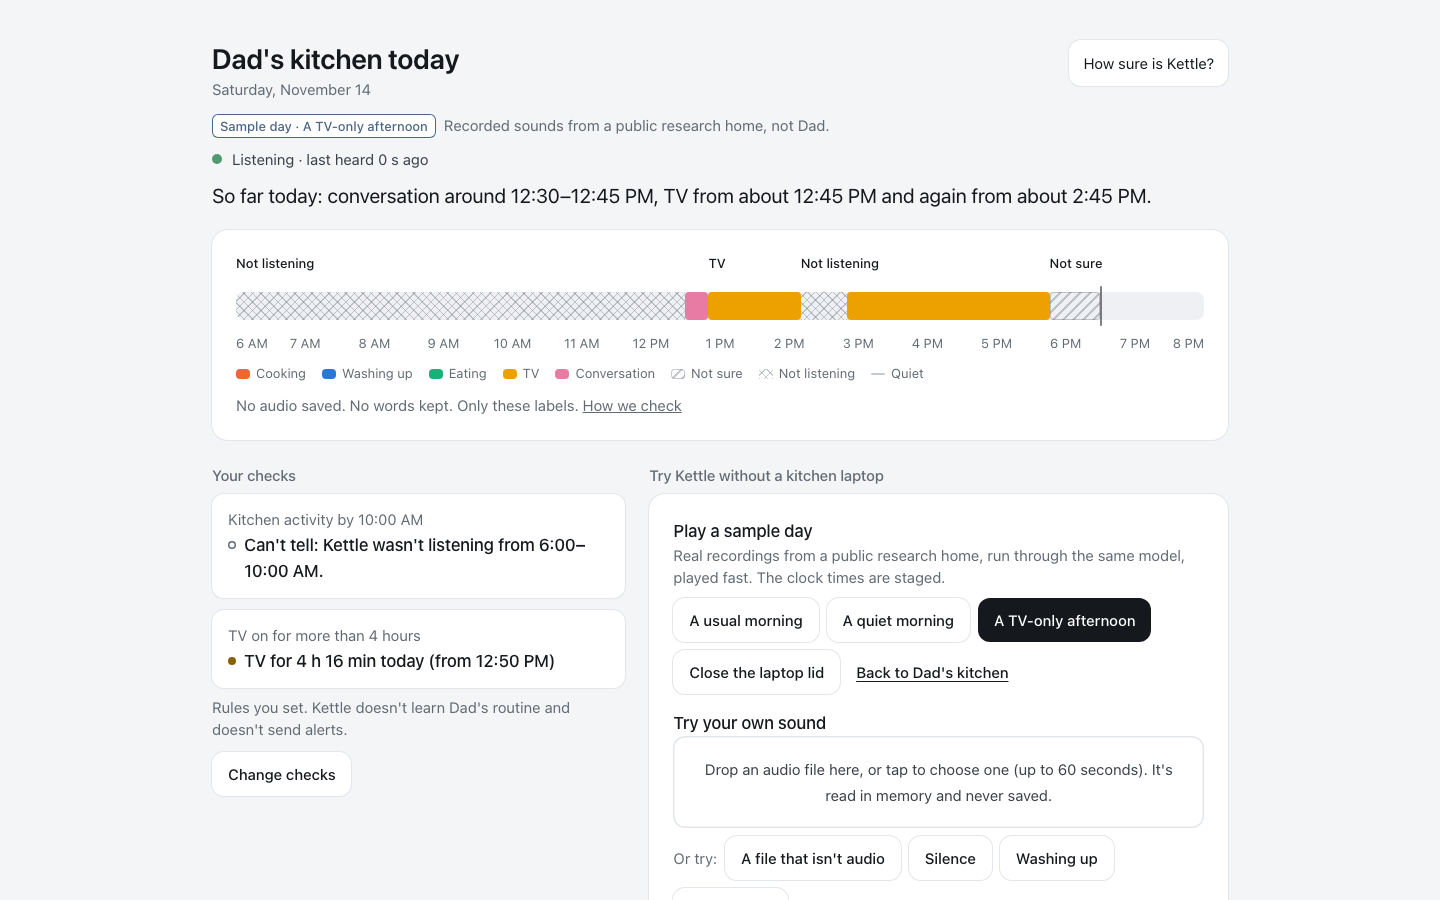 Dad's kitchen today
How sure is Kettle?
Saturday, November 14
Sample day · A TV-only afternoon Recorded sounds from a public research home, not Dad.
Listening · last heard 0 s ago
So far today: conversation around 12:30–12:45 PM, TV from about 12:45 PM and again from about 2:45 PM.
Not listening TV Not listening Not sure
6 AM 7 AM 8 AM 9 AM 10 AM 11 AM 12 PM 1 PM 2 PM 3 PM 4 PM 5 PM 6 PM 7 PM 8 PM
Cooking Washing up Eating TV Conversation Not sure Not listening Quiet
No audio saved. No words kept. Only these labels. How we check
Your checks
Kitchen activity by 10:00 AM
Can't tell: Kettle wasn't listening from 6:00–
10:00 AM.
TV on for more than 4 hours
TV for 4 h 16 min today (from 12:50 PM)
Rules you set. Kettle doesn't learn Dad's routine and
doesn't send alerts.
Change checks
Try Kettle without a kitchen laptop
Play a sample day
Real recordings from a public research home, run through the same model,
played fast. The clock times are staged.
A usual morning A quiet morning A TV-only afternoon
Close the laptop lid Back to Dad's kitchen
Try your own sound
Drop an audio file here, or tap to choose one (up to 60 seconds). It's
read in memory and never saved.
Or try: A file that isn't audio Silence Washing up